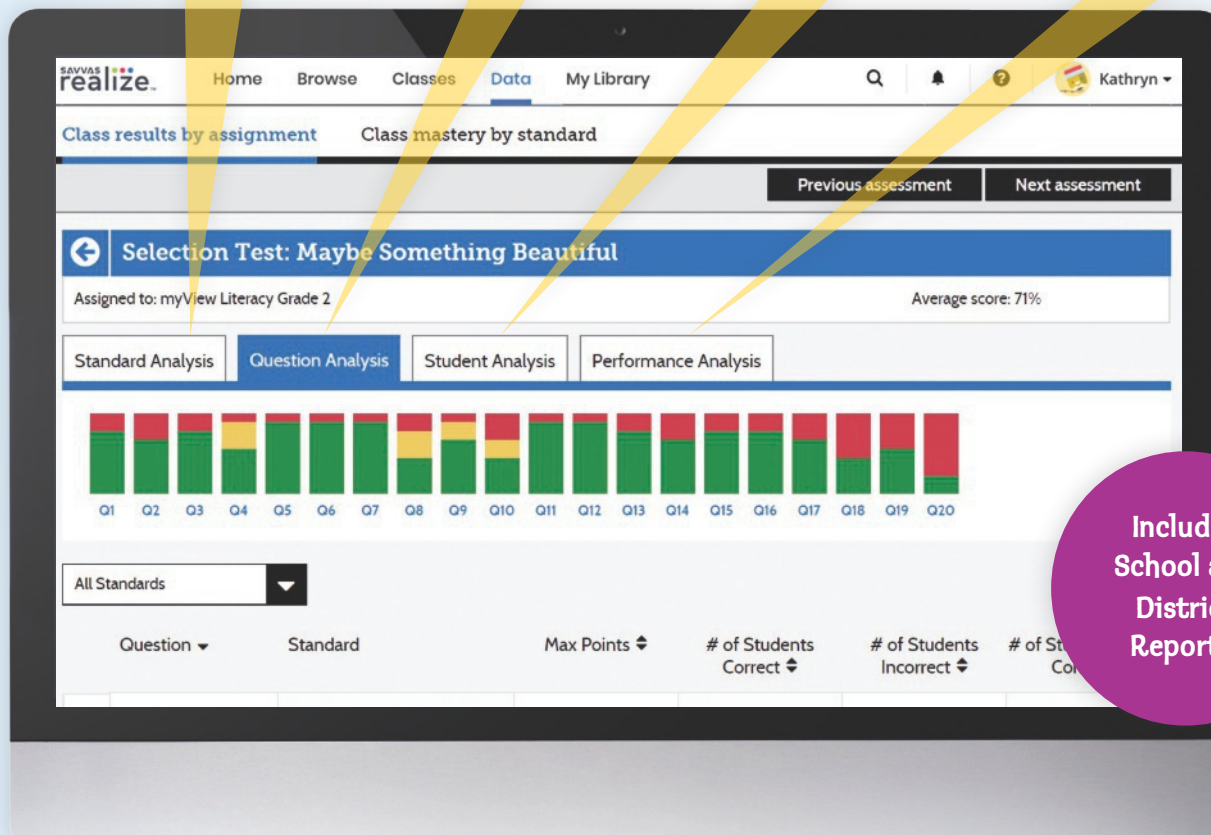 SAVVAS
realize
Home Browse Classes Data My Library Kathryn
Class results by assignment Class mastery by standard
Previous assessment Next assessment
Selection Test: Maybe Something Beautiful
Assigned to: myView Literacy Grade 2 Average score: 71%
Standard Analysis Question Analysis Student Analysis Performance Analysis
Q1 Q2 Q3 Q4 Q5 Q6 Q7 Q8 Q9 Q10 Q11 Q12 Q13 Q14 Q15 Q16 Q17 Q18 Q19 Q20
All Standards
Question Standard Max Points # of Students Correct # of Students Incorrect # of
School